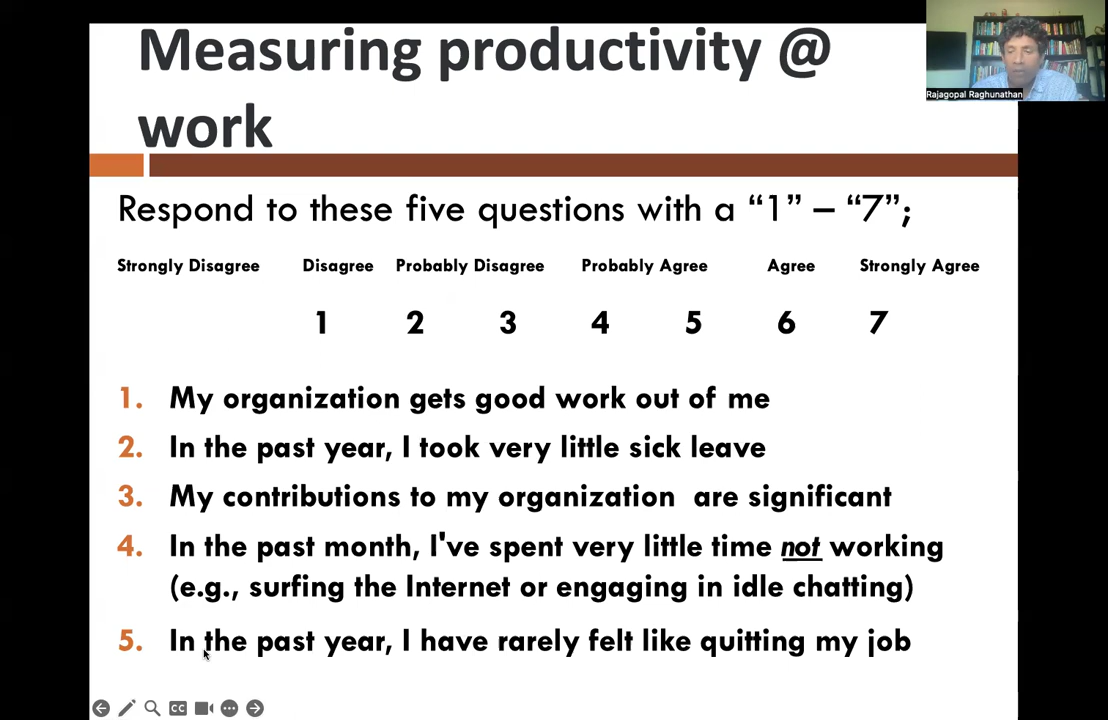 Measuring productivity @
work
Rajagopal Raghunathan
Respond to these five questions with a “1” – “7”;
Strongly Disagree Disagree Probably Disagree Probably Agree Agree Strongly Agree
1 2 3 4 5 6 7
1. My organization gets good work out of me
2. In the past year, I took very little sick leave
3. My contributions to my organization are significant
4. In the past month, I've spent very little time not working
(e.g., surfing the Internet or engaging in idle chatting)
5. In the past year, I have rarely felt like quitting my job
CC